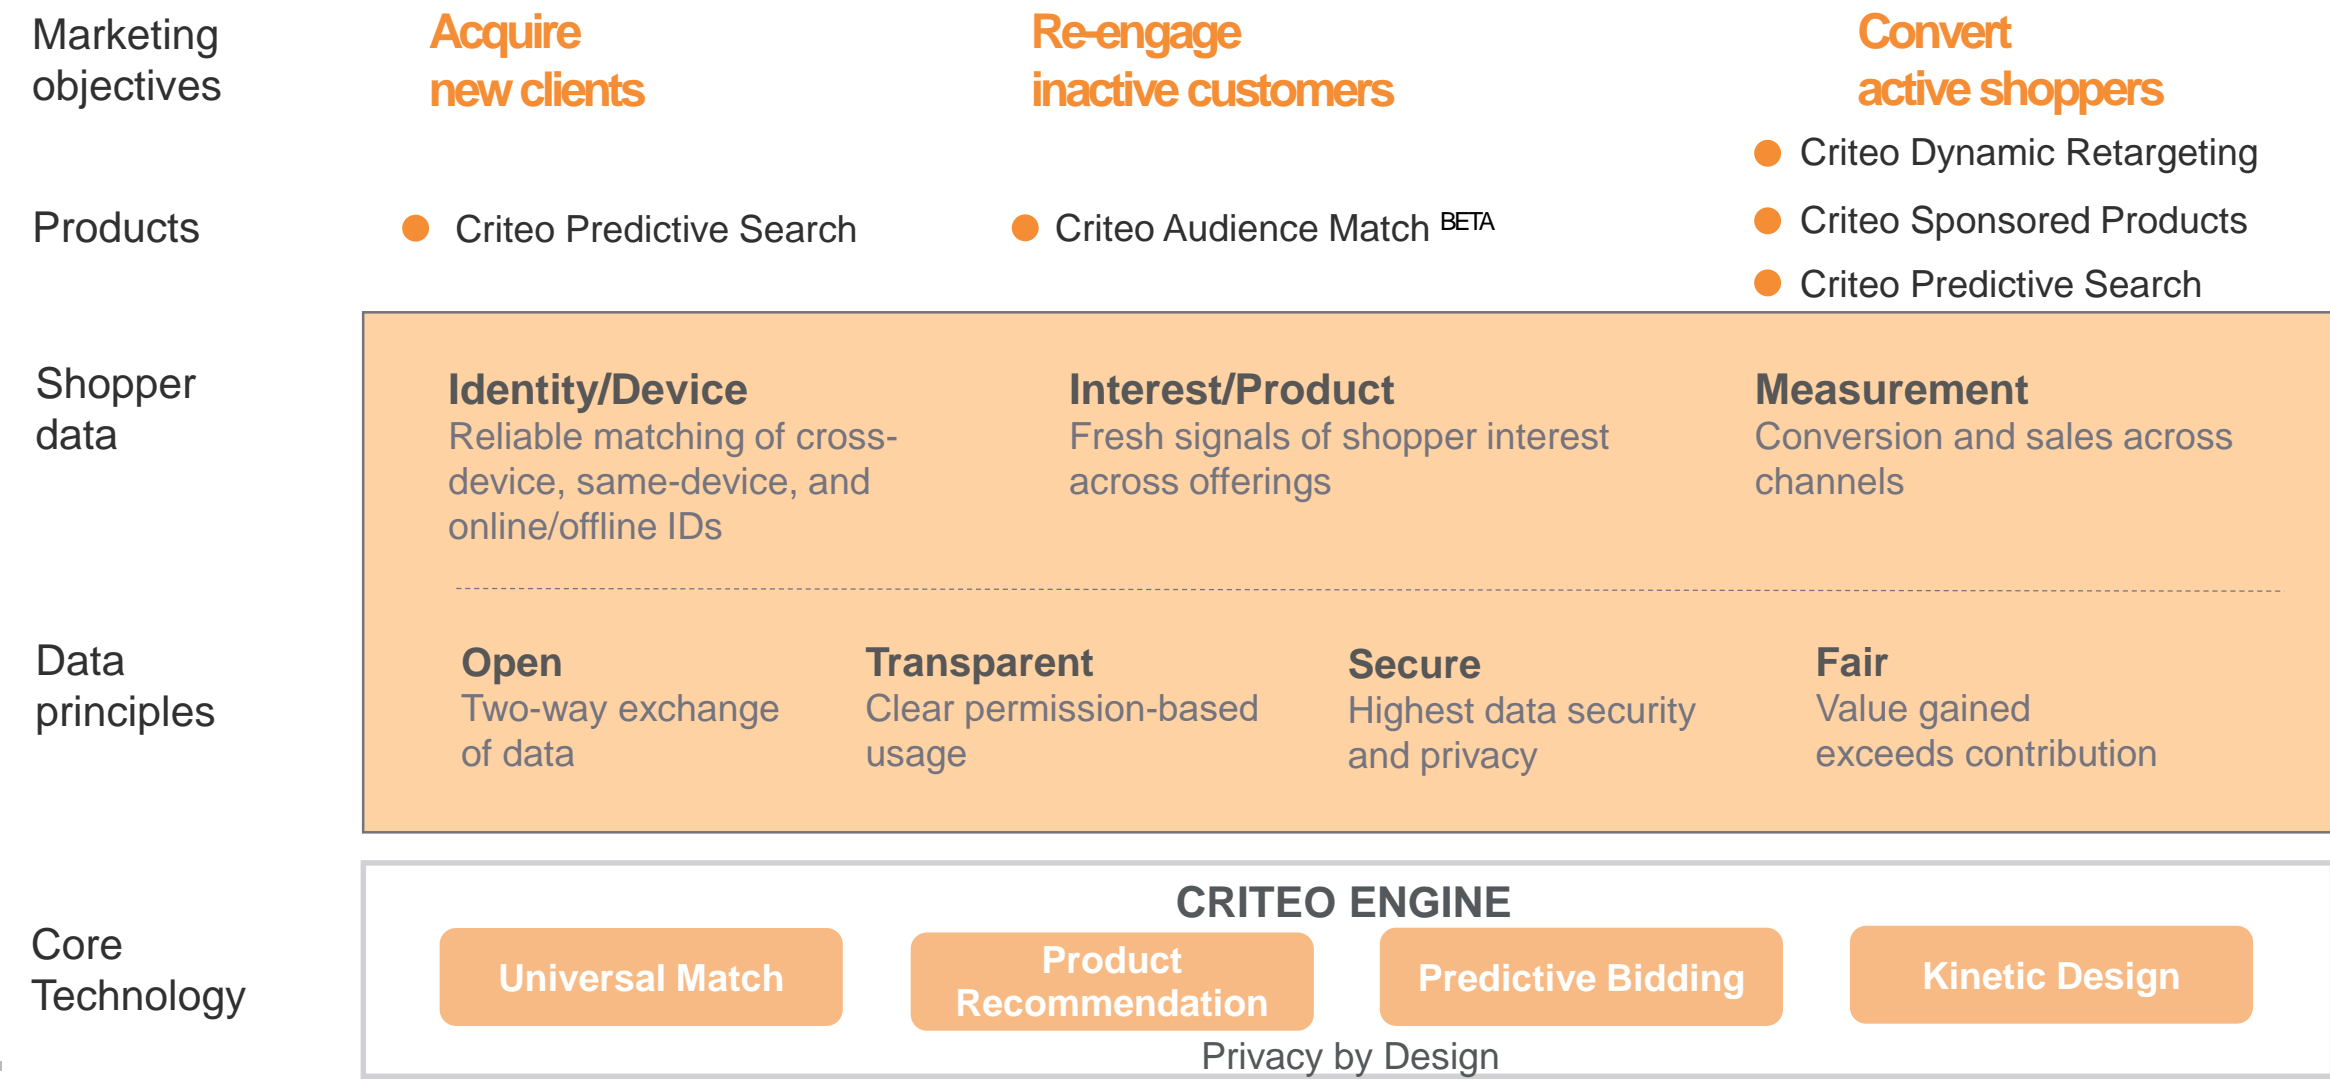 Marketing
objectives
Acquire
new clients
Re-engage
inactive customers
Convert
active shoppers
Products
Criteo Predictive Search
Criteo Audience Match BETA
Criteo Dynamic Retargeting
Criteo Sponsored Products
Criteo Predictive Search
Shopper
data
Identity/Device
Reliable matching of cross-
device, same-device, and
online/offline IDs
Interest/Product
Fresh signals of shopper interest
across offerings
Measurement
Conversion and sales across
channels
Data
principles
Open
Two-way exchange
of data
Transparent
Clear permission-based
usage
Secure
Highest data security
and privacy
Fair
Value gained
exceeds contribution
Core
Technology
CRITEO ENGINE
Universal Match
Product
Recommendation
Predictive Bidding
Kinetic Design
Privacy by Design